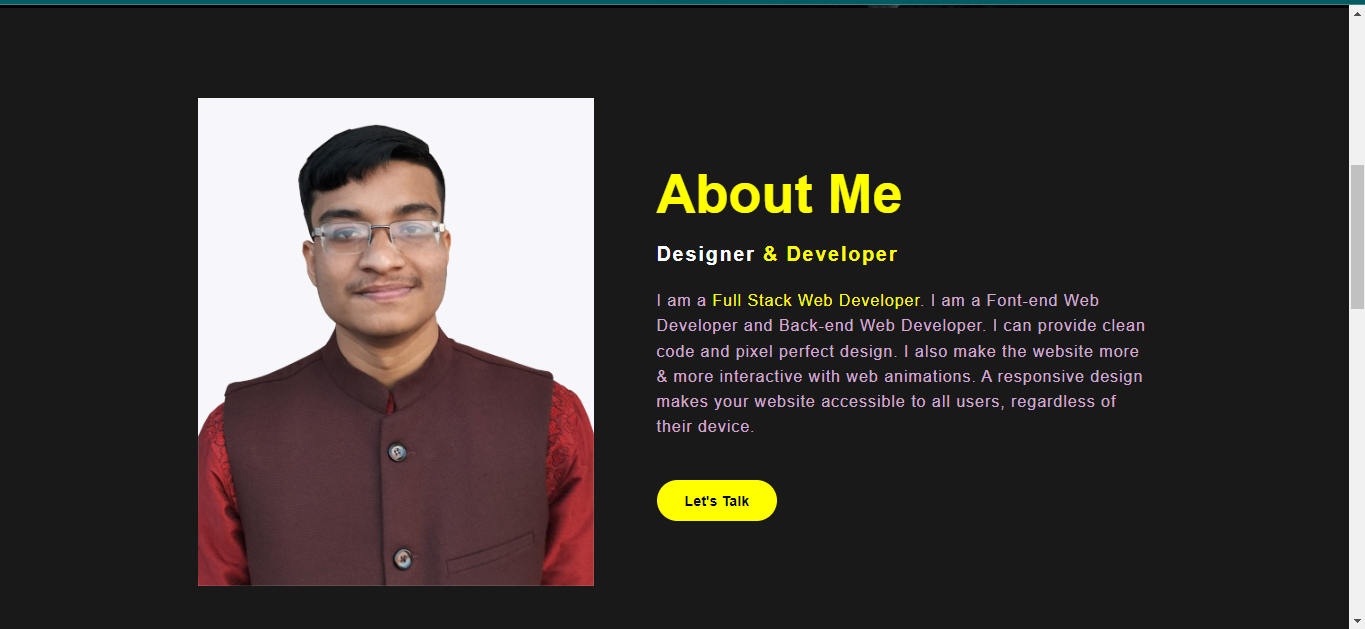 About Me
Designer & Developer
I am a Full Stack Web Developer. I am a Font-end Web
Developer and Back-end Web Developer. I can provide clean
code and pixel perfect design. I also make the website more
& more interactive with web animations. A responsive design
makes your website accessible to all users, regardless of
their device.
Let's Talk